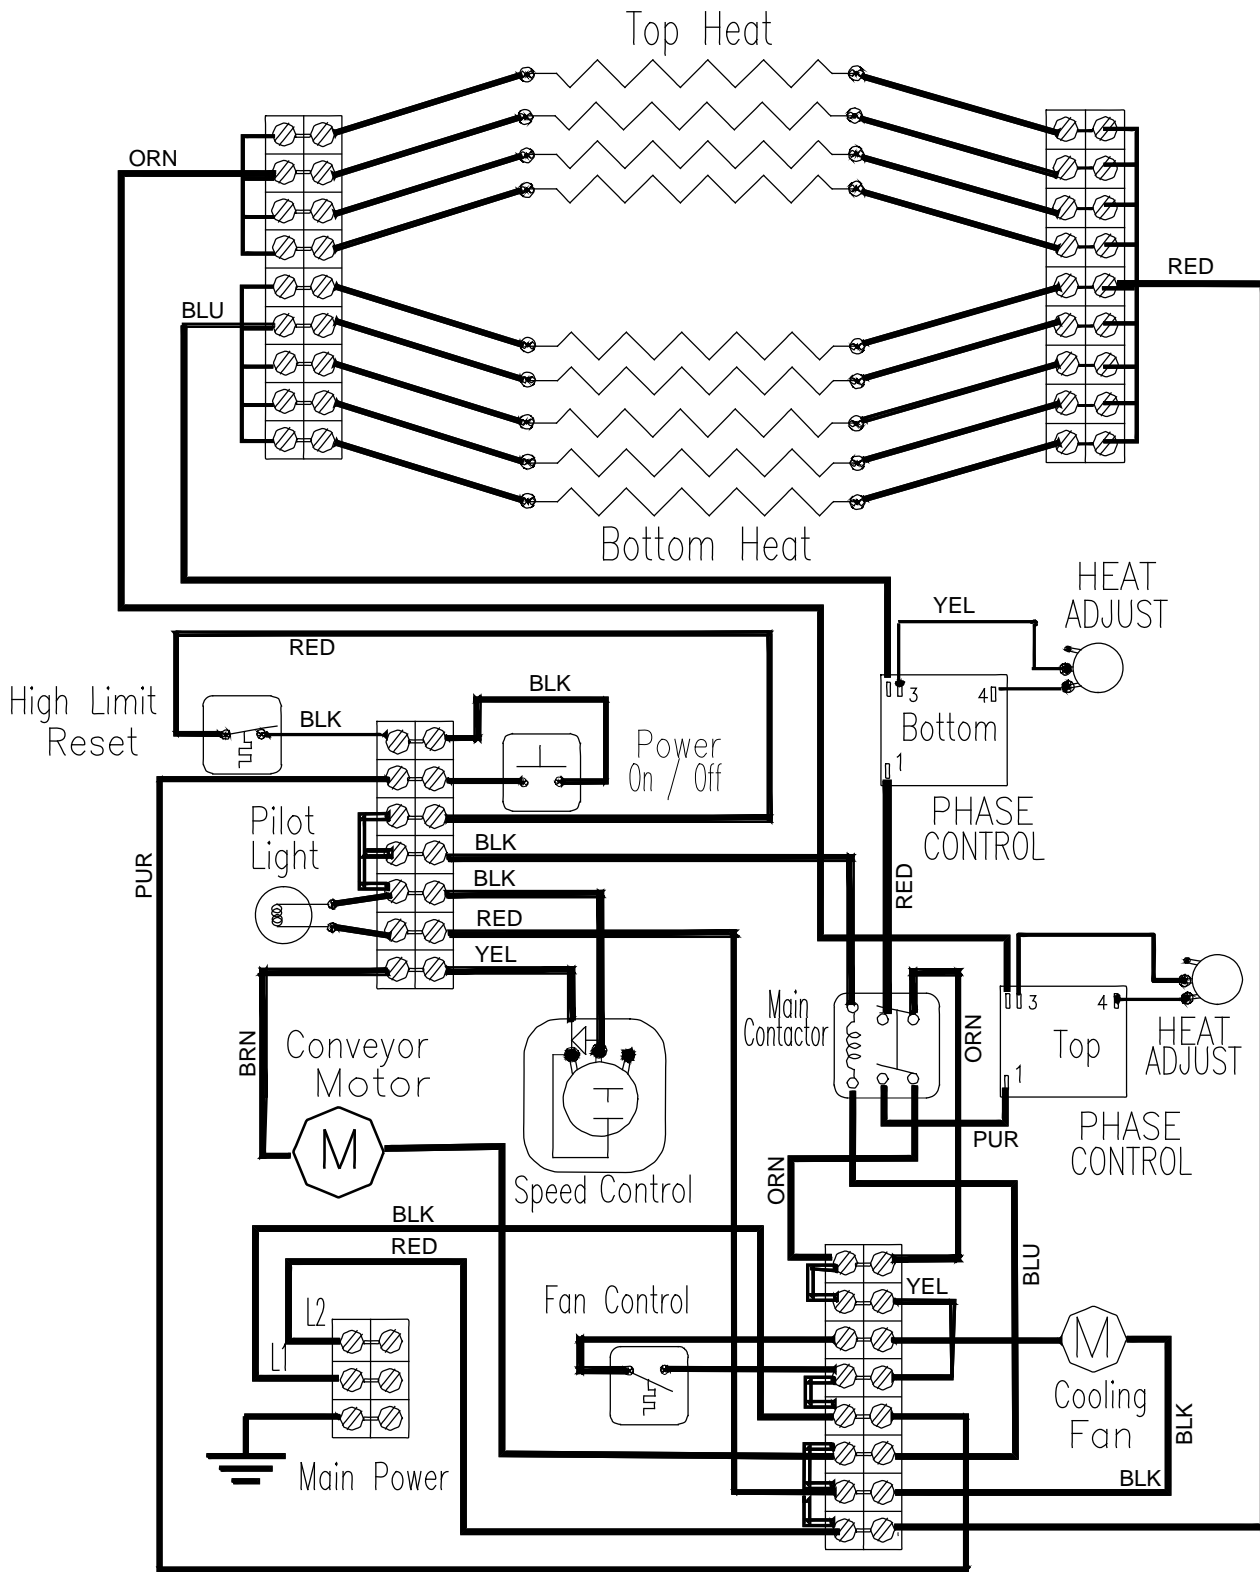 Top Heat
ORN
RED
BLU
Bottom Heat
HEAT
ADJUST
YEL
RED
BLK
High Limit
Reset
BLK
3
4
Bottom
1
Power
On / Off
PHASE
CONTROL
Pilot
Light
BLK
PUR
BLK
RED
RED
YEL
Main
Contactor
3
4
HEAT
ADJUST
Top
1
ORN
BRN
Conveyor
Motor
M
PUR
PHASE
CONTROL
Speed Control
ORN
BLK
RED
BLU
YEL
Fan Control
L2
L1
M
Cooling
Fan
BLK
BLK
Main Power